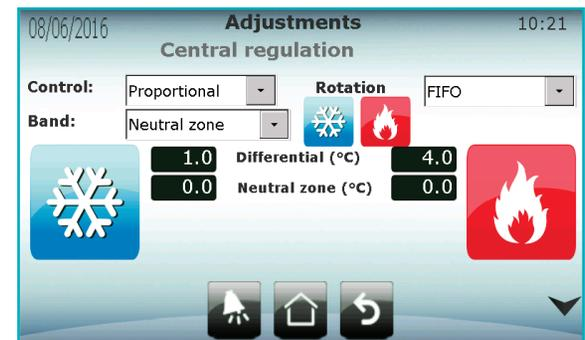 08/06/2016 Adjustments 10:21
Central regulation
Control: Proportional Rotation FIFO
Band: Neutral zone
1.0 Differential (°C) 4.0
0.0 Neutral zone (°C) 0.0